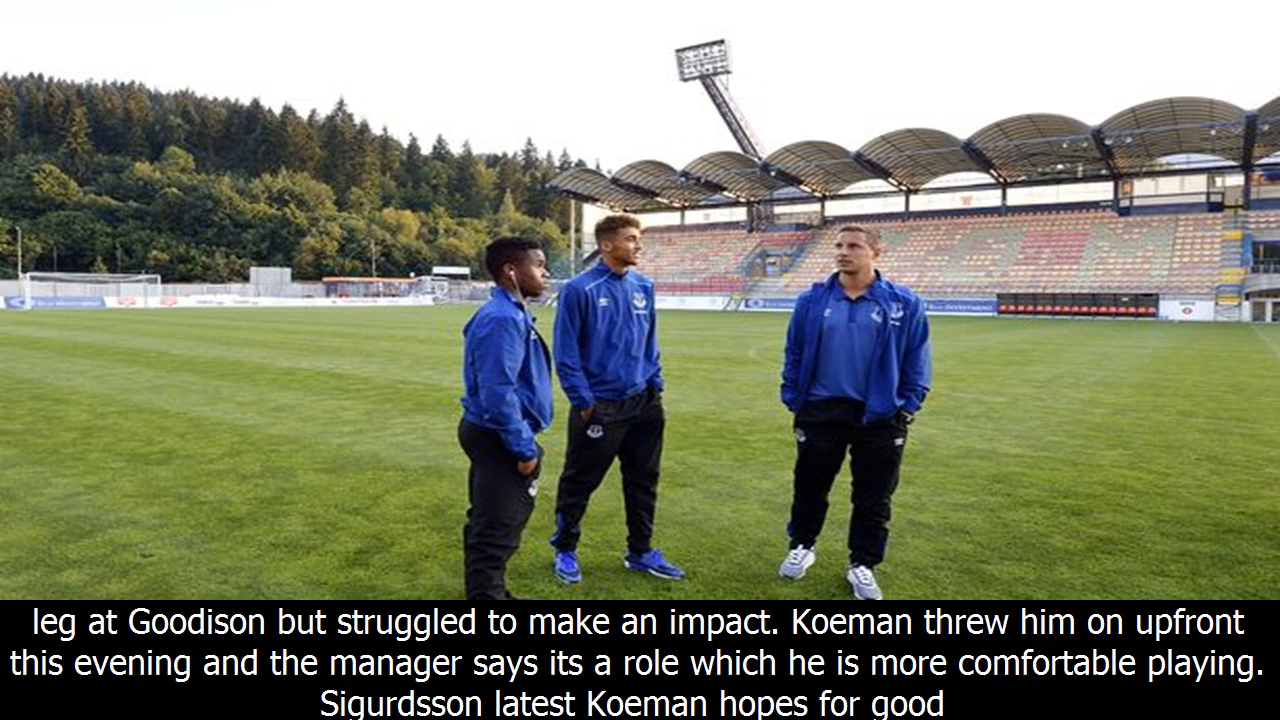 leg at Goodison but struggled to make an impact. Koeman threw him on upfront
this evening and the manager says its a role which he is more comfortable playing.
Sigurdsson latest Koeman hopes for good